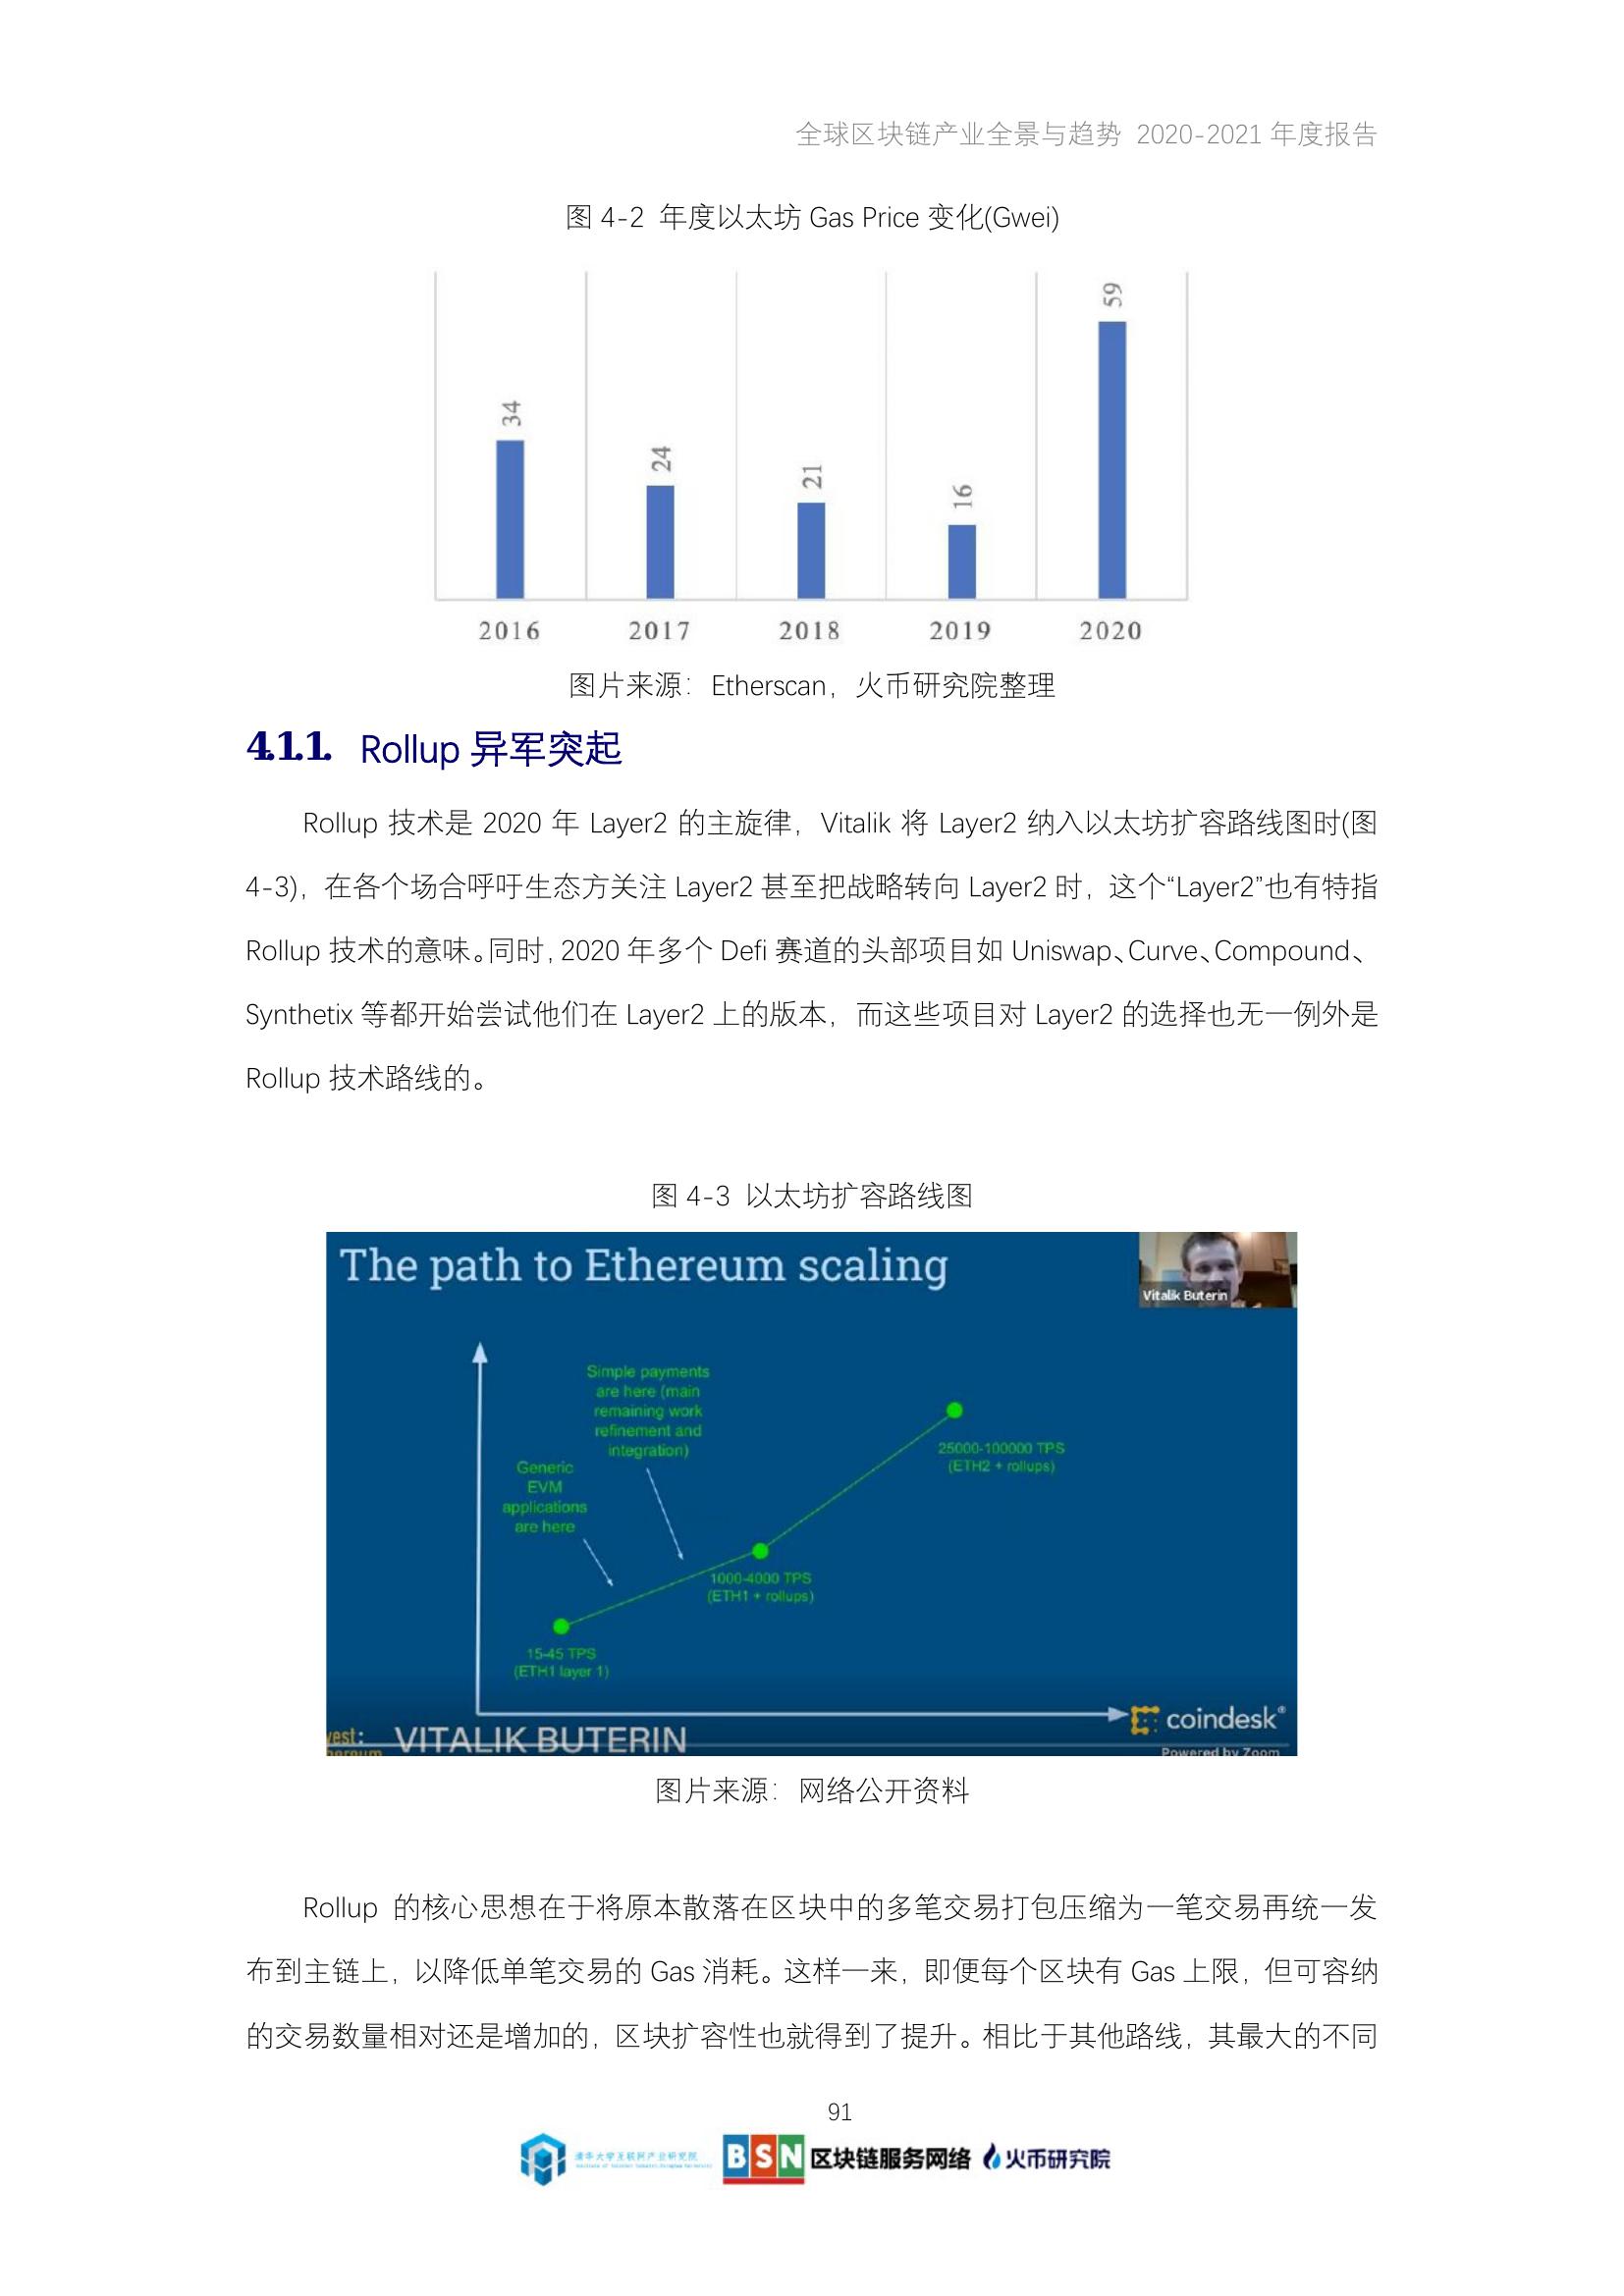 全球区块链产业全景与趋势 2020-2021 年度报告
图 4-2 年度以太坊 Gas Price 变化(Gwei)
34
24
21
16
59
2016
2017
2018
2019
2020
图片来源：Etherscan，火币研究院整理
4.1.1. Rollup 异军突起
Rollup 技术是 2020 年 Layer2 的主旋律，Vitalik 将 Layer2 纳入以太坊扩容路线图时(图
4-3)，在各个场合呼吁生态方关注 Layer2 甚至把战略转向 Layer2 时，这个“Layer2”也有特指
Rollup 技术的意味。同时，2020 年多个 Defi 赛道的头部项目如 Uniswap、Curve、Compound、
Synthetix 等都开始尝试他们在 Layer2 上的版本，而这些项目对 Layer2 的选择也无一例外是
Rollup 技术路线的。
图 4-3 以太坊扩容路线图
The path to Ethereum scaling
Vitalik Buterin
Simple payments
are here (main
remaining work
refinement and
integration)
Generic
EVM
applications
are here
25000-100000 TPS
(ETH2 + rollups)
1000-4000 TPS
(ETH1 + rollups)
15-45 TPS
(ETH1 layer 1)
coindesk®
vest:
VITALIK BUTERIN
Powered by Zoom
图片来源：网络公开资料
Rollup 的核心思想在于将原本散落在区块中的多笔交易打包压缩为一笔交易再统一发
布到主链上，以降低单笔交易的 Gas 消耗。这样一来，即便每个区块有 Gas 上限，但可容纳
的交易数量相对还是增加的，区块扩容性也就得到了提升。相比于其他路线，其最大的不同
91
清华大学互联网产业研究院
BSN 区块链服务网络 火币研究院